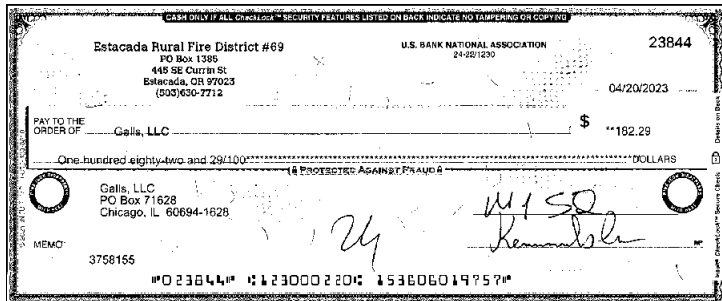 CASH ONLY IF ALL CheckLock™ SECURITY FEATURES LISTED ON BACK INDICATE NO TAMPERING OR COPYING
Estacada Rural Fire District #69
PO Box 1385
445 SE Currin St
Estacada, OR 97023
(503)630-7712
U.S. BANK NATIONAL ASSOCIATION
24-22/1230
23844
04/20/2023
PAY TO THE
ORDER OF Galls, LLC $ **182.29
One hundred eighty-two and 29/100 DOLLARS
PROTECTED AGAINST FRAUD
Galls, LLC
PO Box 71628
Chicago, IL 60694-1628
24
MEMO
3758155
⑈023844⑈ ⑆123000220⑆ 153606019757⑈
Details on Back